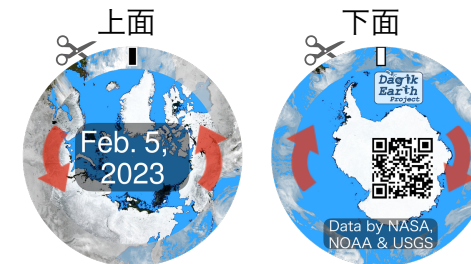 上面
下面
Feb. 5,
2023
Dagik
Earth
Project
Data by NASA,
NOAA & USGS